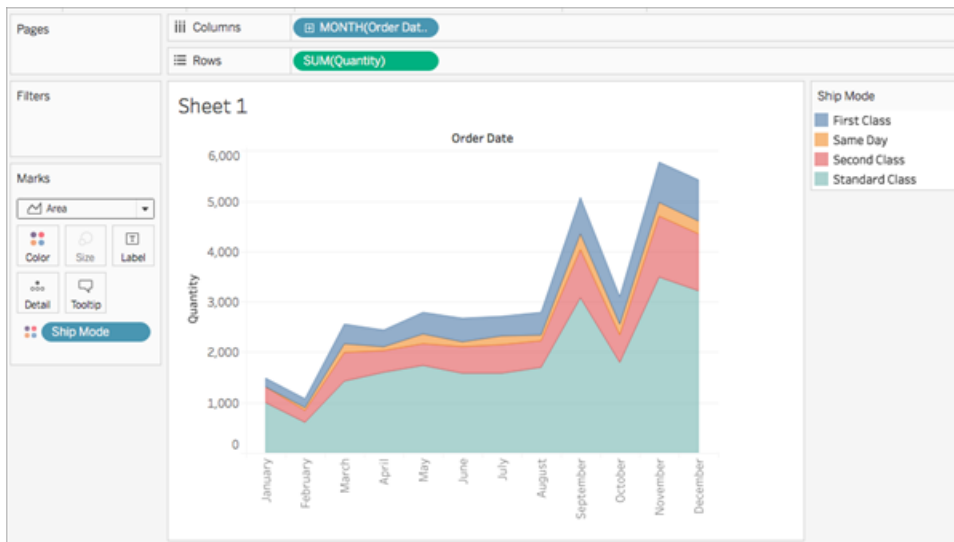 Pages
Columns
MONTH(Order Dat..
Rows
SUM(Quantity)
Filters
Marks
Area
Color
Size
Label
Detail
Tooltip
Ship Mode
Sheet 1
Order Date
Quantity
6,000
5,000
4,000
3,000
2,000
1,000
0
January
February
March
April
May
June
July
August
September
October
November
December
Ship Mode
First Class
Same Day
Second Class
Standard Class